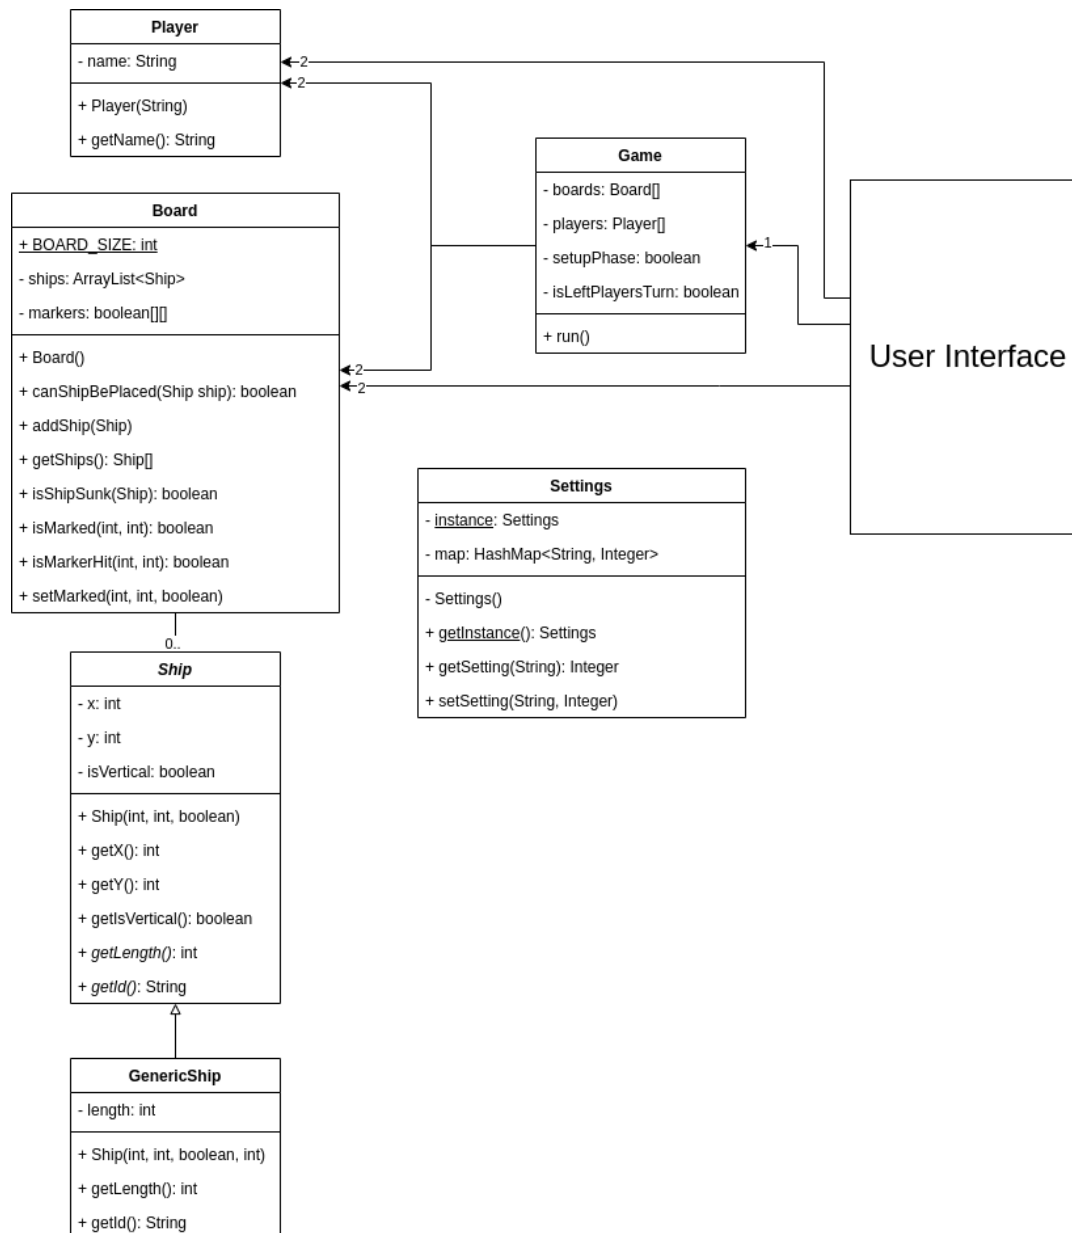 Player
- name: String
+ Player(String)
+ getName(): String
2
2
Game
- boards: Board[]
- players: Player[]
- setupPhase: boolean
- isLeftPlayersTurn: boolean
+ run()
1
User Interface
Board
+ BOARD_SIZE: int
- ships: ArrayList<Ship>
- markers: boolean[][]
+ Board()
+ canShipBePlaced(Ship ship): boolean
+ addShip(Ship)
+ getShips(): Ship[]
+ isShipSunk(Ship): boolean
+ isMarked(int, int): boolean
+ isMarkerHit(int, int): boolean
+ setMarked(int, int, boolean)
2
2
0..
Settings
- instance: Settings
- map: HashMap<String, Integer>
- Settings()
+ getInstance(): Settings
+ getSetting(String): Integer
+ setSetting(String, Integer)
Ship
- x: int
- y: int
- isVertical: boolean
+ Ship(int, int, boolean)
+ getX(): int
+ getY(): int
+ getIsVertical(): boolean
+ getLength(): int
+ getId(): String
GenericShip
- length: int
+ Ship(int, int, boolean, int)
+ getLength(): int
+ getId(): String